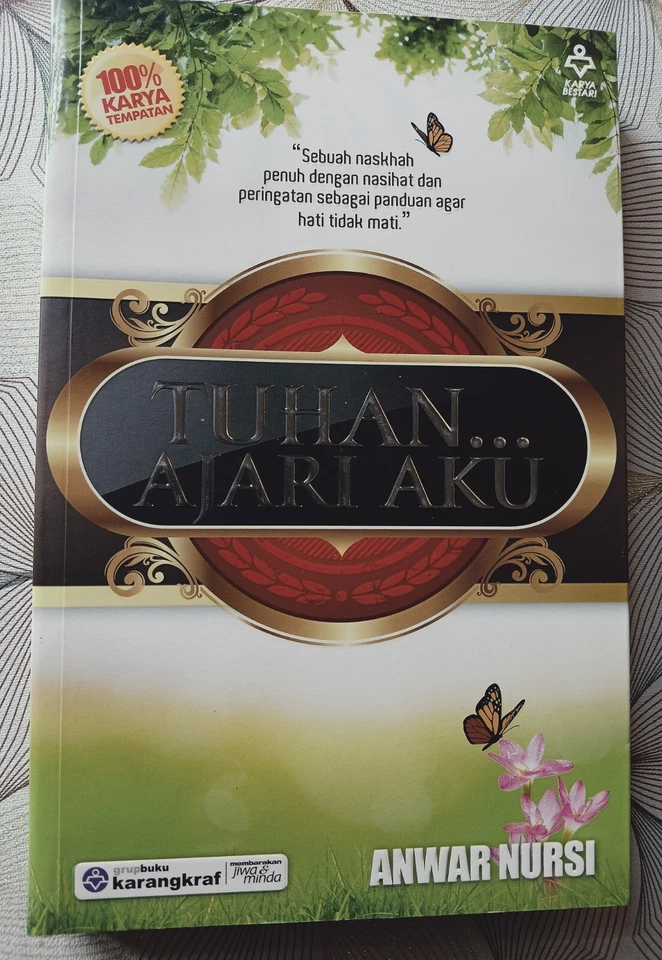 100%
KARYA
TEMPATAN
KARYA
BESTARI
“Sebuah naskhah
penuh dengan nasihat dan
peringatan sebagai panduan agar
hati tidak mati.”
TUHAN...
AJARI AKU
grupbuku
karangkraf
membarakan
jiwa &
minda
ANWAR NURSI